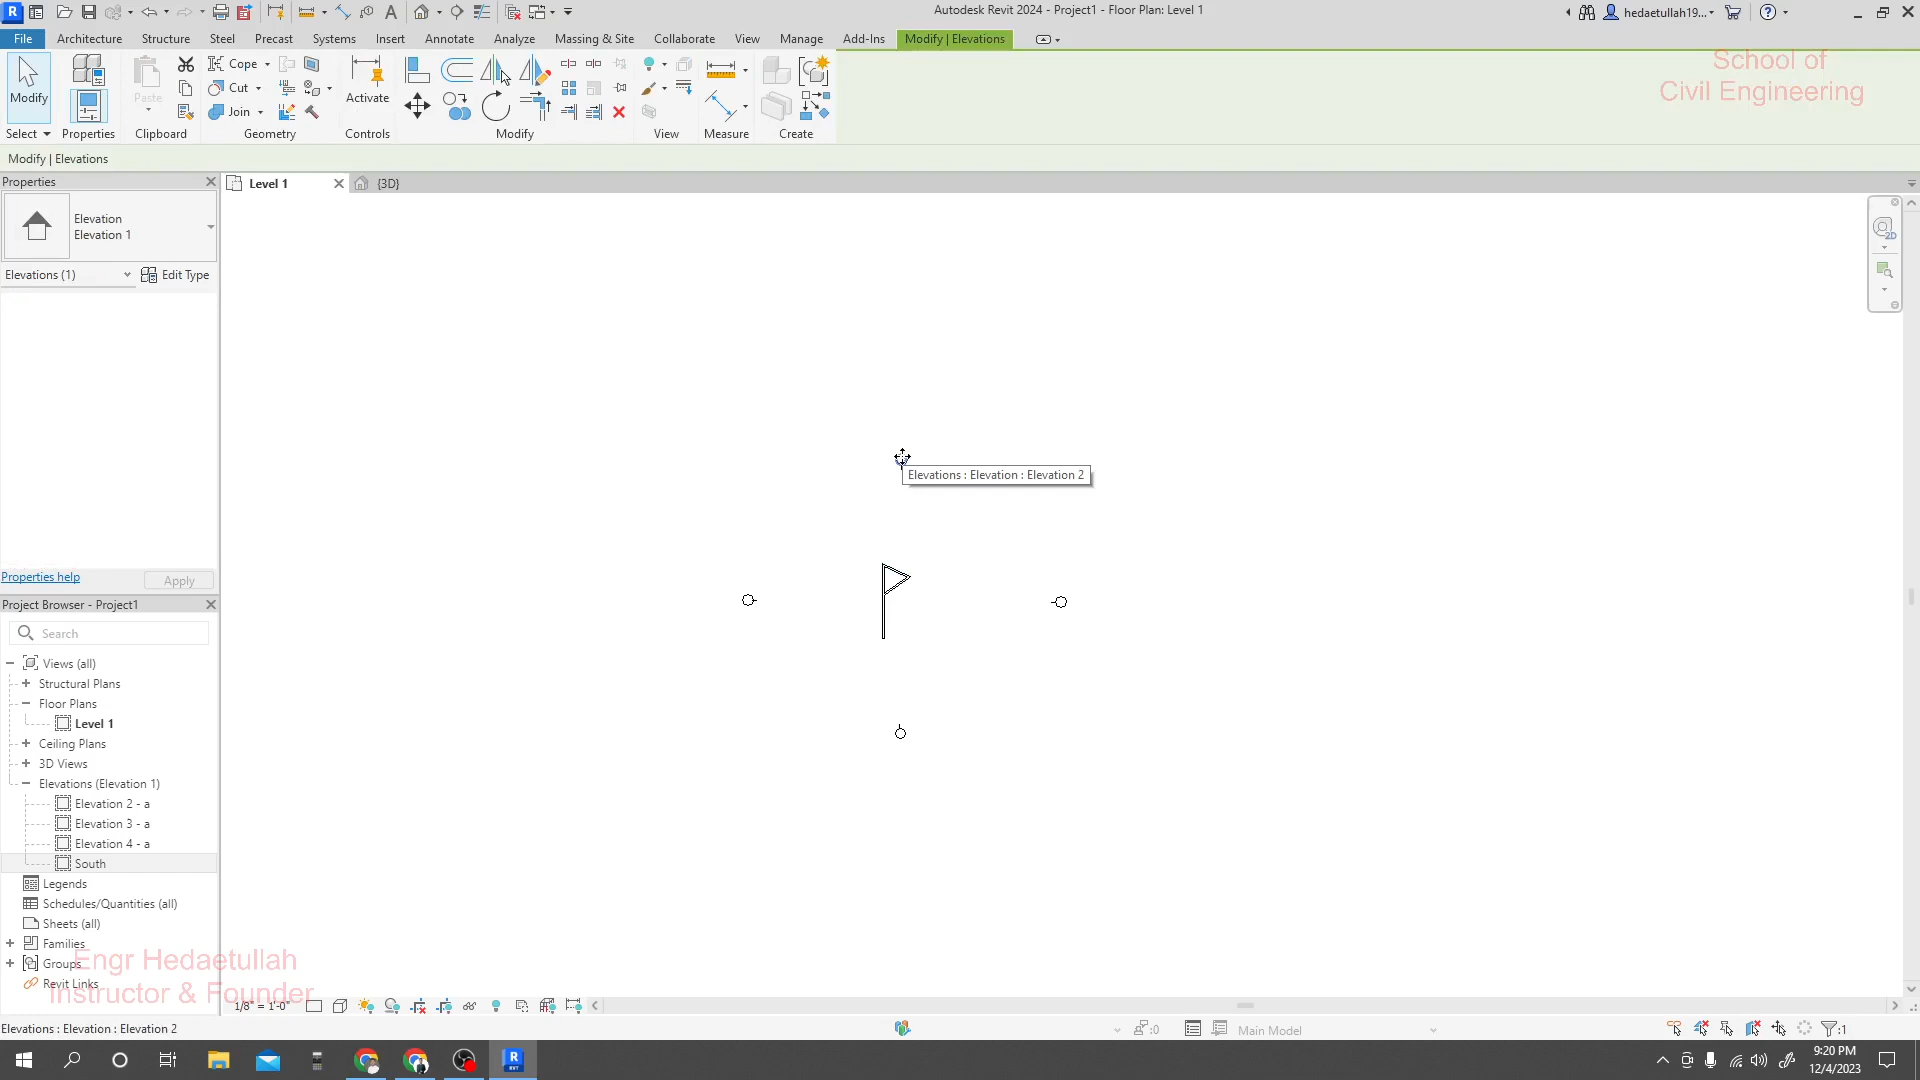 Autodesk Revit 2024 - Project1 - Floor Plan: Level 1
hedaetullah19...
File
Architecture
Structure
Steel
Precast
Systems
Insert
Annotate
Analyze
Massing & Site
Collaborate
View
Manage
Add-Ins
Modify | Elevations
School of
Civil Engineering
Modify
Paste
Cope
Cut
Join
Activate
Select
Properties
Clipboard
Geometry
Controls
Modify
View
Measure
Create
Modify | Elevations
Properties
Level 1
{3D}
Elevation
Elevation 1
2D
Elevations (1)
Edit Type
Elevations : Elevation : Elevation 2
Properties help
Apply
Project Browser - Project1
Search
Views (all)
Structural Plans
Floor Plans
Level 1
Ceiling Plans
3D Views
Elevations (Elevation 1)
Elevation 2 - a
Elevation 3 - a
Elevation 4 - a
South
Legends
Schedules/Quantities (all)
Sheets (all)
Families
Groups
Revit Links
Engr Hedaetullah
Instructor & Founder
1/8" = 1'-0"
Elevations : Elevation : Elevation 2
:0
Main Model
:1
9:20 PM
12/4/2023